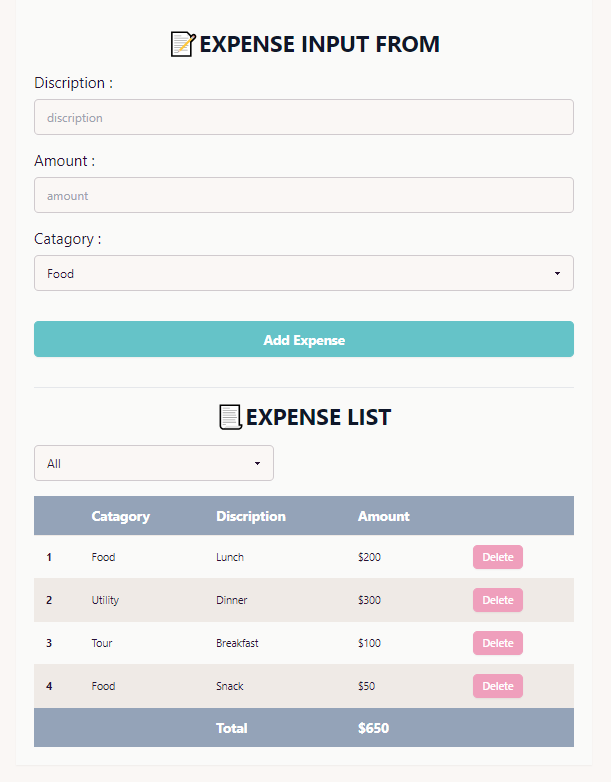 EXPENSE INPUT FROM
Discription :
discription
Amount :
amount
Catagory :
Food
Add Expense
EXPENSE LIST
All
Catagory Discription Amount
1 Food Lunch $200 Delete
2 Utility Dinner $300 Delete
3 Tour Breakfast $100 Delete
4 Food Snack $50 Delete
Total $650